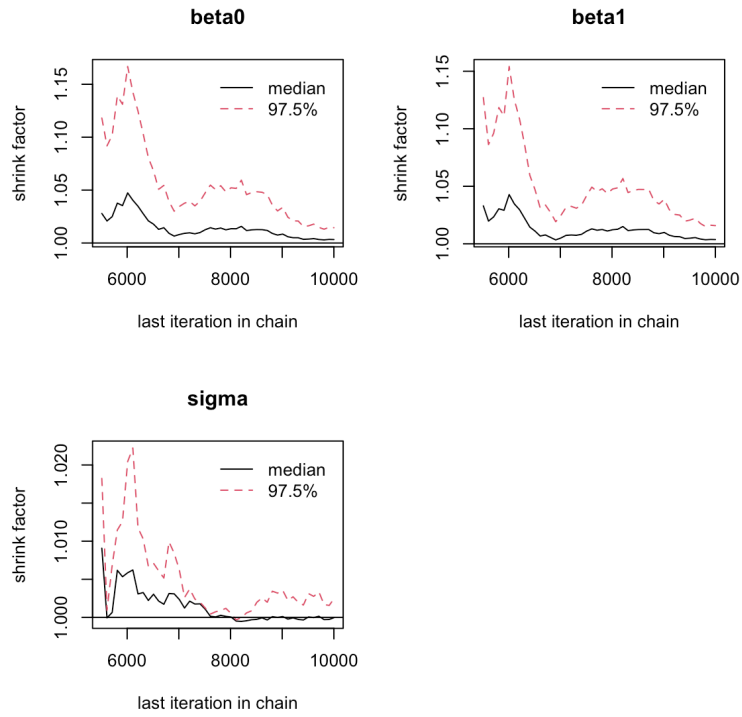 beta0
shrink factor
1.00 1.05 1.10 1.15
median
97.5%
6000 8000 10000
last iteration in chain
beta1
shrink factor
1.00 1.05 1.10 1.15
median
97.5%
6000 8000 10000
last iteration in chain
sigma
shrink factor
1.000 1.010 1.020
median
97.5%
6000 8000 10000
last iteration in chain